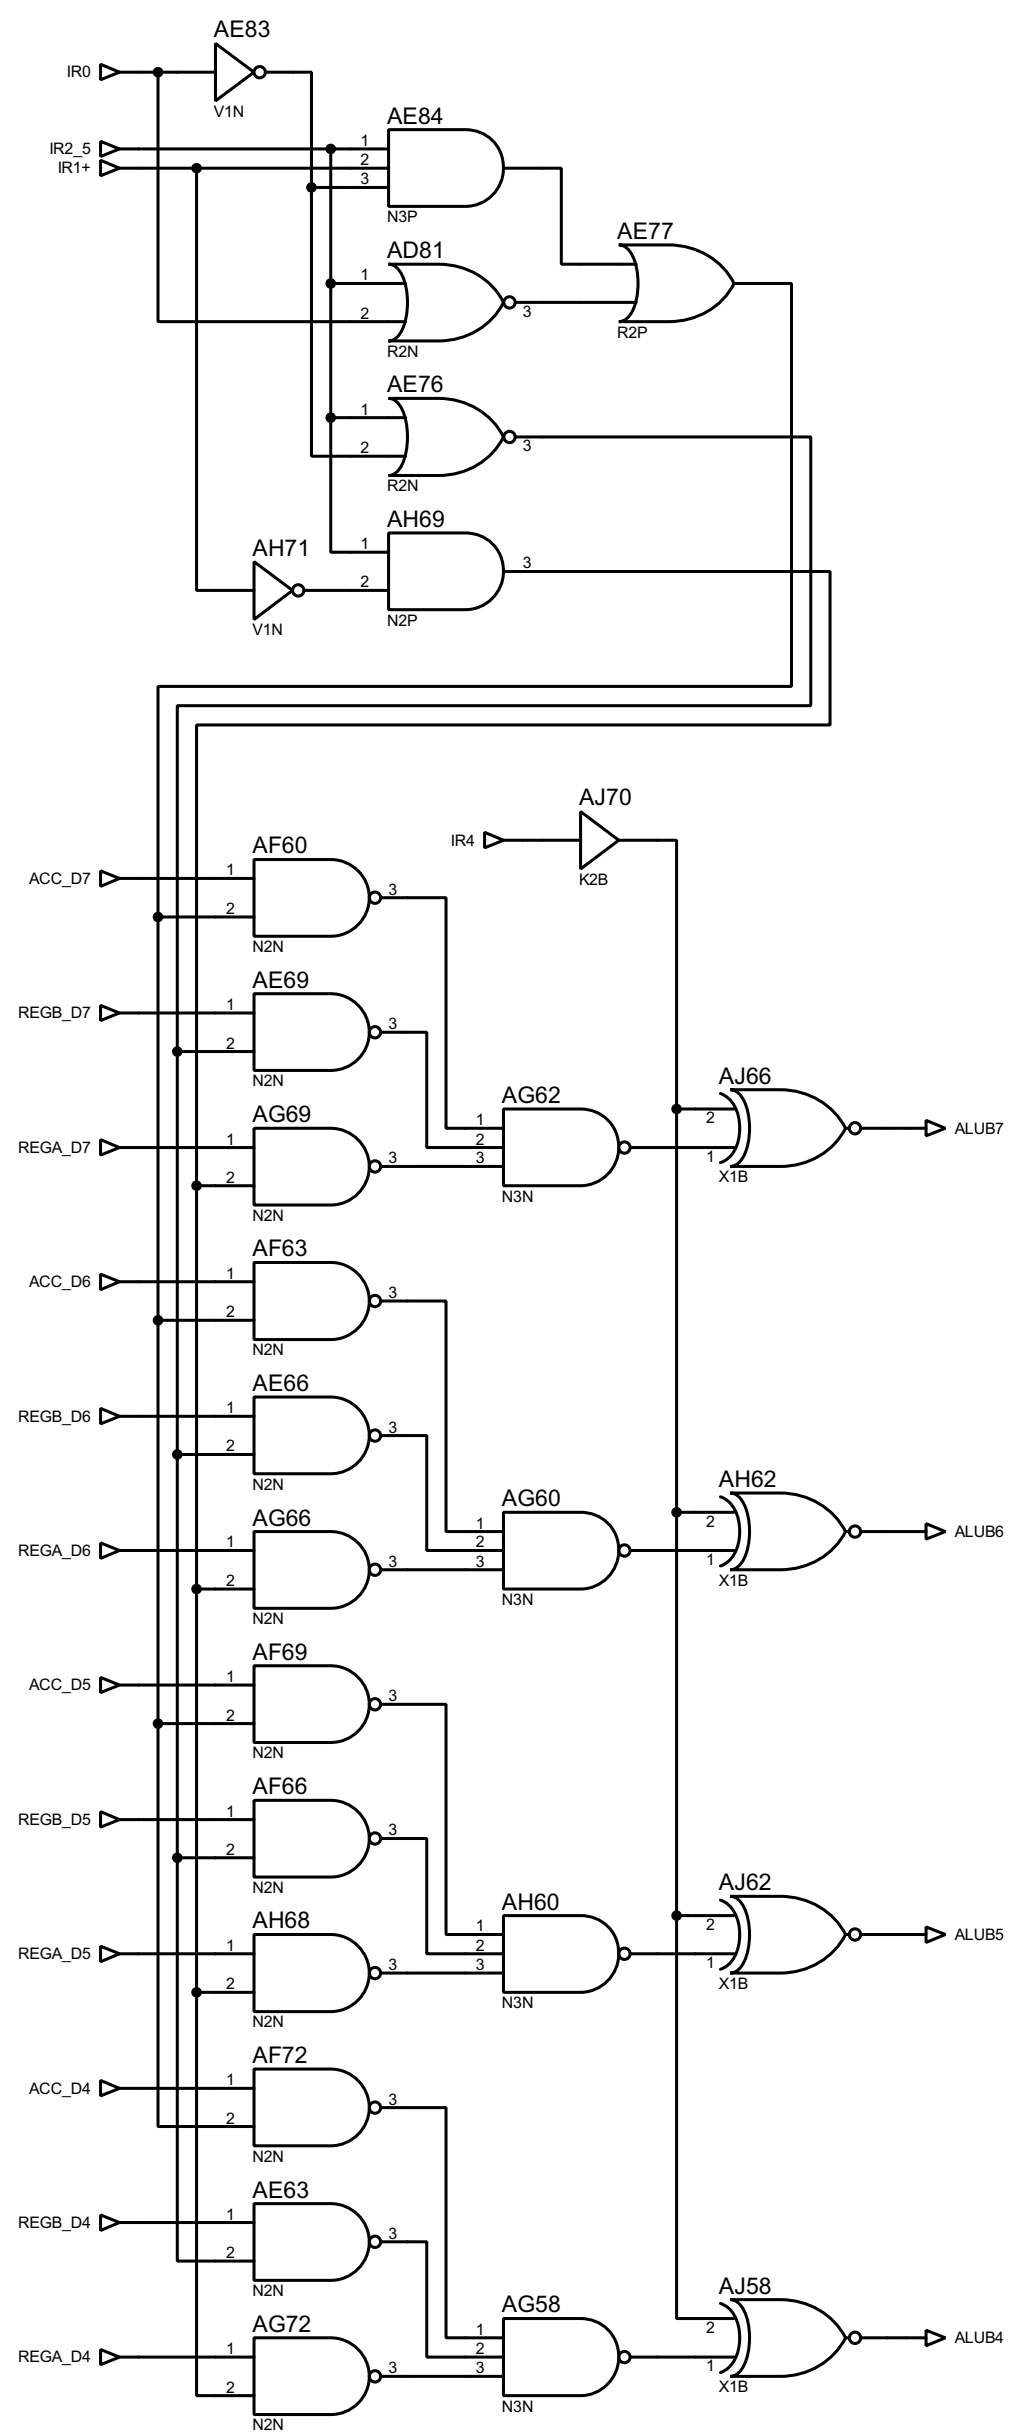 AE83
IR0
V1N
AE84
IR2_5
1
IR1+
2
3
N3P
AE77
AD81
1
3
2
R2P
R2N
AE76
1
3
2
R2N
AH69
AH71
1
3
2
V1N
N2P
AJ70
IR4
AF60
K2B
ACC_D7
1
3
2
N2N
AE69
REGB_D7
1
3
2
AJ66
N2N
AG62
AG69
1
2
ALUB7
REGA_D7
1
2
3
3
1
2
X1B
N3N
N2N
AF63
ACC_D6
1
3
2
N2N
AE66
REGB_D6
1
3
2
AH62
N2N
AG60
AG66
1
2
ALUB6
REGA_D6
1
2
3
3
1
2
X1B
N3N
N2N
AF69
ACC_D5
1
3
2
N2N
AF66
REGB_D5
1
3
2
AJ62
N2N
AH60
AH68
1
2
ALUB5
REGA_D5
1
2
3
3
1
2
X1B
N3N
N2N
AF72
ACC_D4
1
3
2
N2N
AE63
REGB_D4
1
3
2
AJ58
N2N
AG58
AG72
1
2
ALUB4
REGA_D4
1
2
3
3
1
2
X1B
N3N
N2N